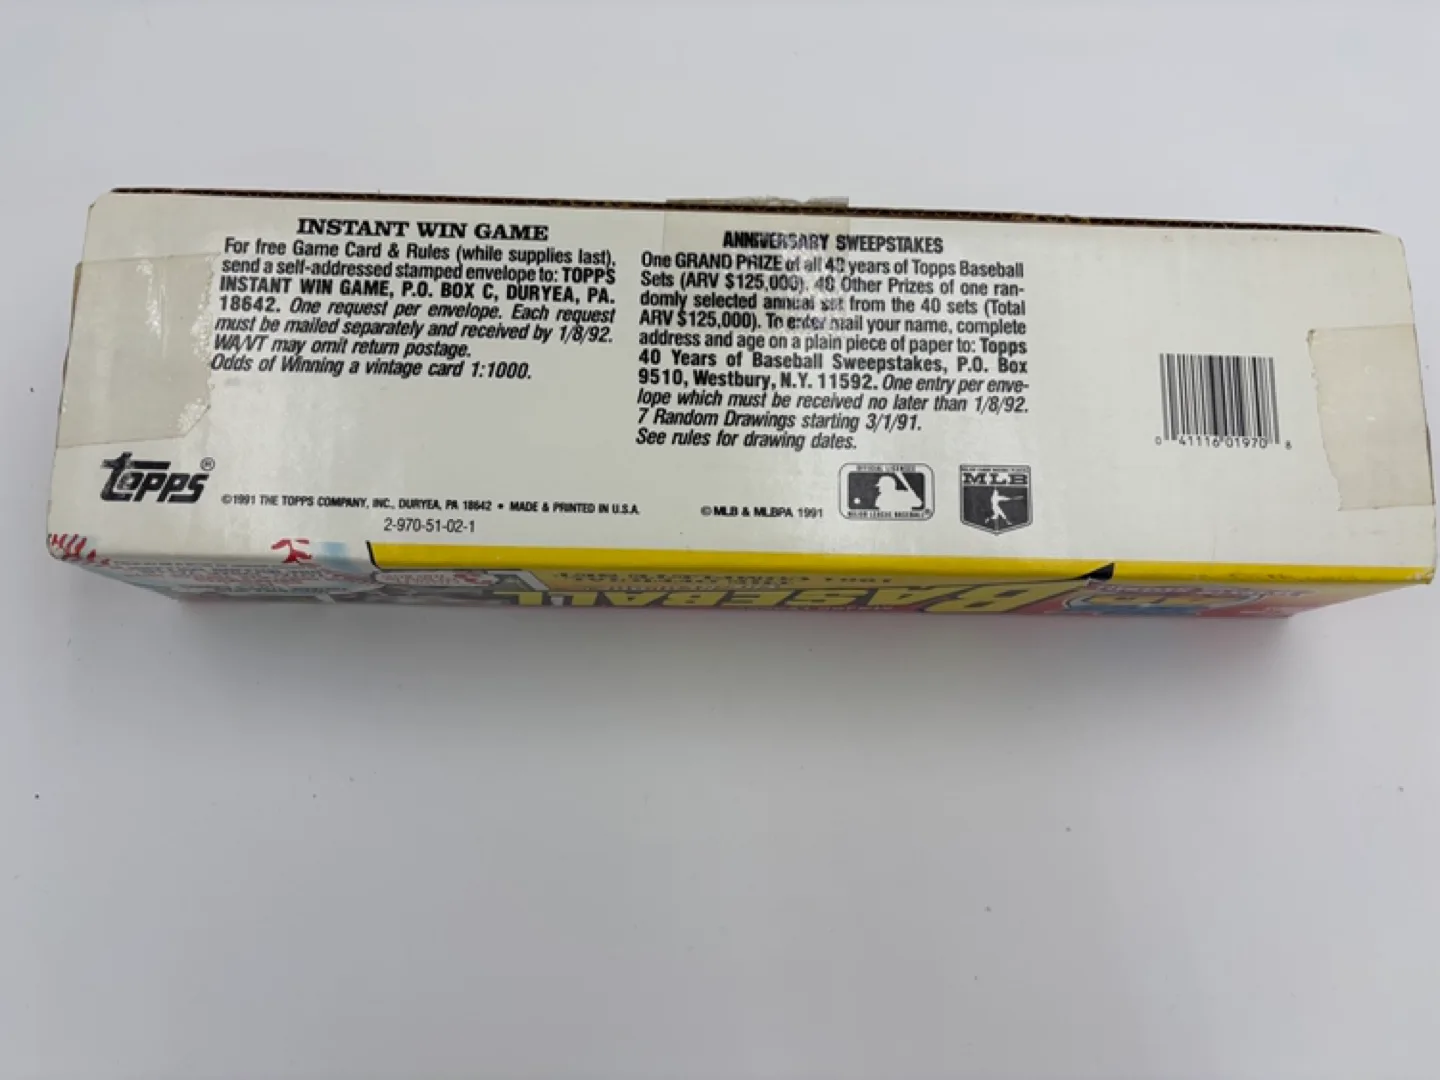 INSTANT WIN GAME
For free Game Card & Rules (while supplies last),
send a self-addressed stamped envelope to: TOPPS
INSTANT WIN GAME, P.O. BOX C, DURYEA, PA.
18642. One request per envelope. Each request
must be mailed separately and received by 1/8/92.
WA/VT may omit return postage.
Odds of Winning a vintage card 1:1000.
ANNIVERSARY SWEEPSTAKES
One GRAND PRIZE of all 40 years of Topps Baseball
Sets (ARV $125,000). 40 Other Prizes of one ran-
domly selected annual set from the 40 sets (Total
ARV $125,000). To enter mail your name, complete
address and age on a plain piece of paper to: Topps
40 Years of Baseball Sweepstakes, P.O. Box
9510, Westbury, N.Y. 11592. One entry per enve-
lope which must be received no later than 1/8/92.
7 Random Drawings starting 3/1/91.
See rules for drawing dates.
0 41116 01970 8
Topps®
©1991 THE TOPPS COMPANY, INC., DURYEA, PA 18642 • MADE & PRINTED IN U.S.A.
2-970-51-02-1
© MLB & MLBPA 1991
OFFICIAL LICENSEE
MAJOR LEAGUE BASEBALL
MLB
BASEBALL